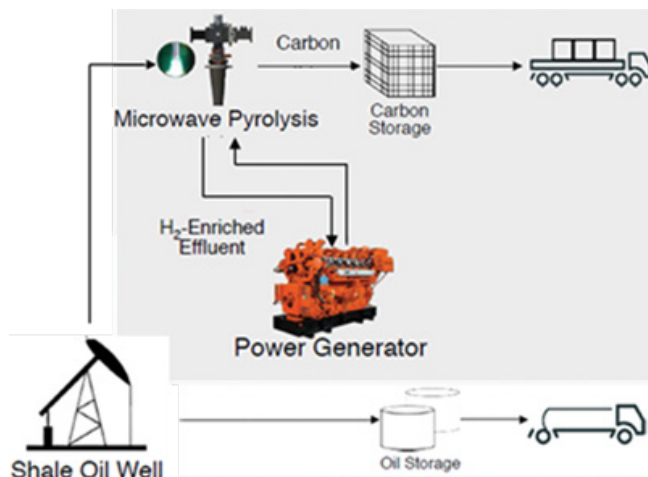 Carbon
Microwave Pyrolysis
Carbon
Storage
H₂-Enriched
Effluent
Power Generator
Shale Oil Well
Oil Storage